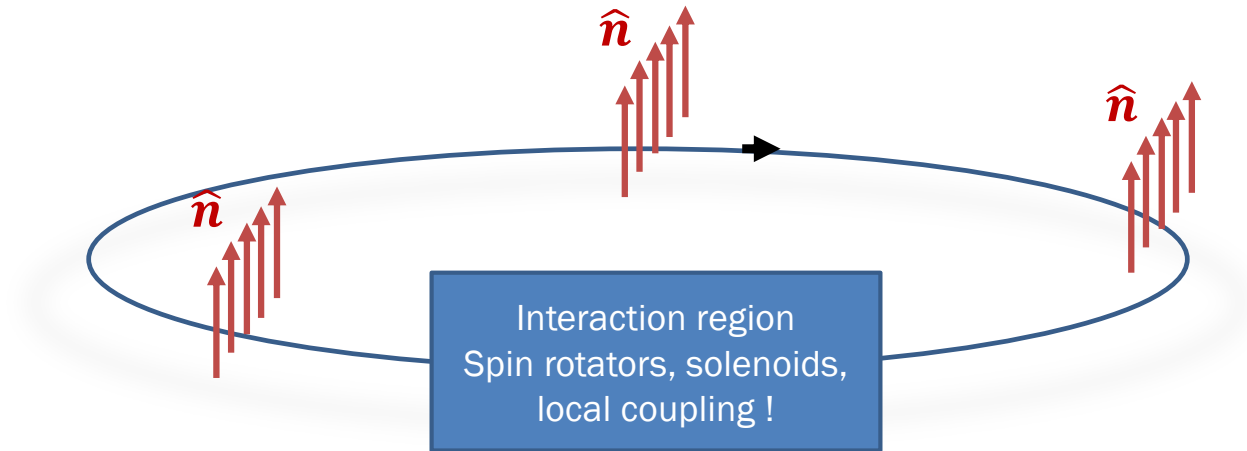 n̂
n̂
n̂
Interaction region
Spin rotators, solenoids,
local coupling !